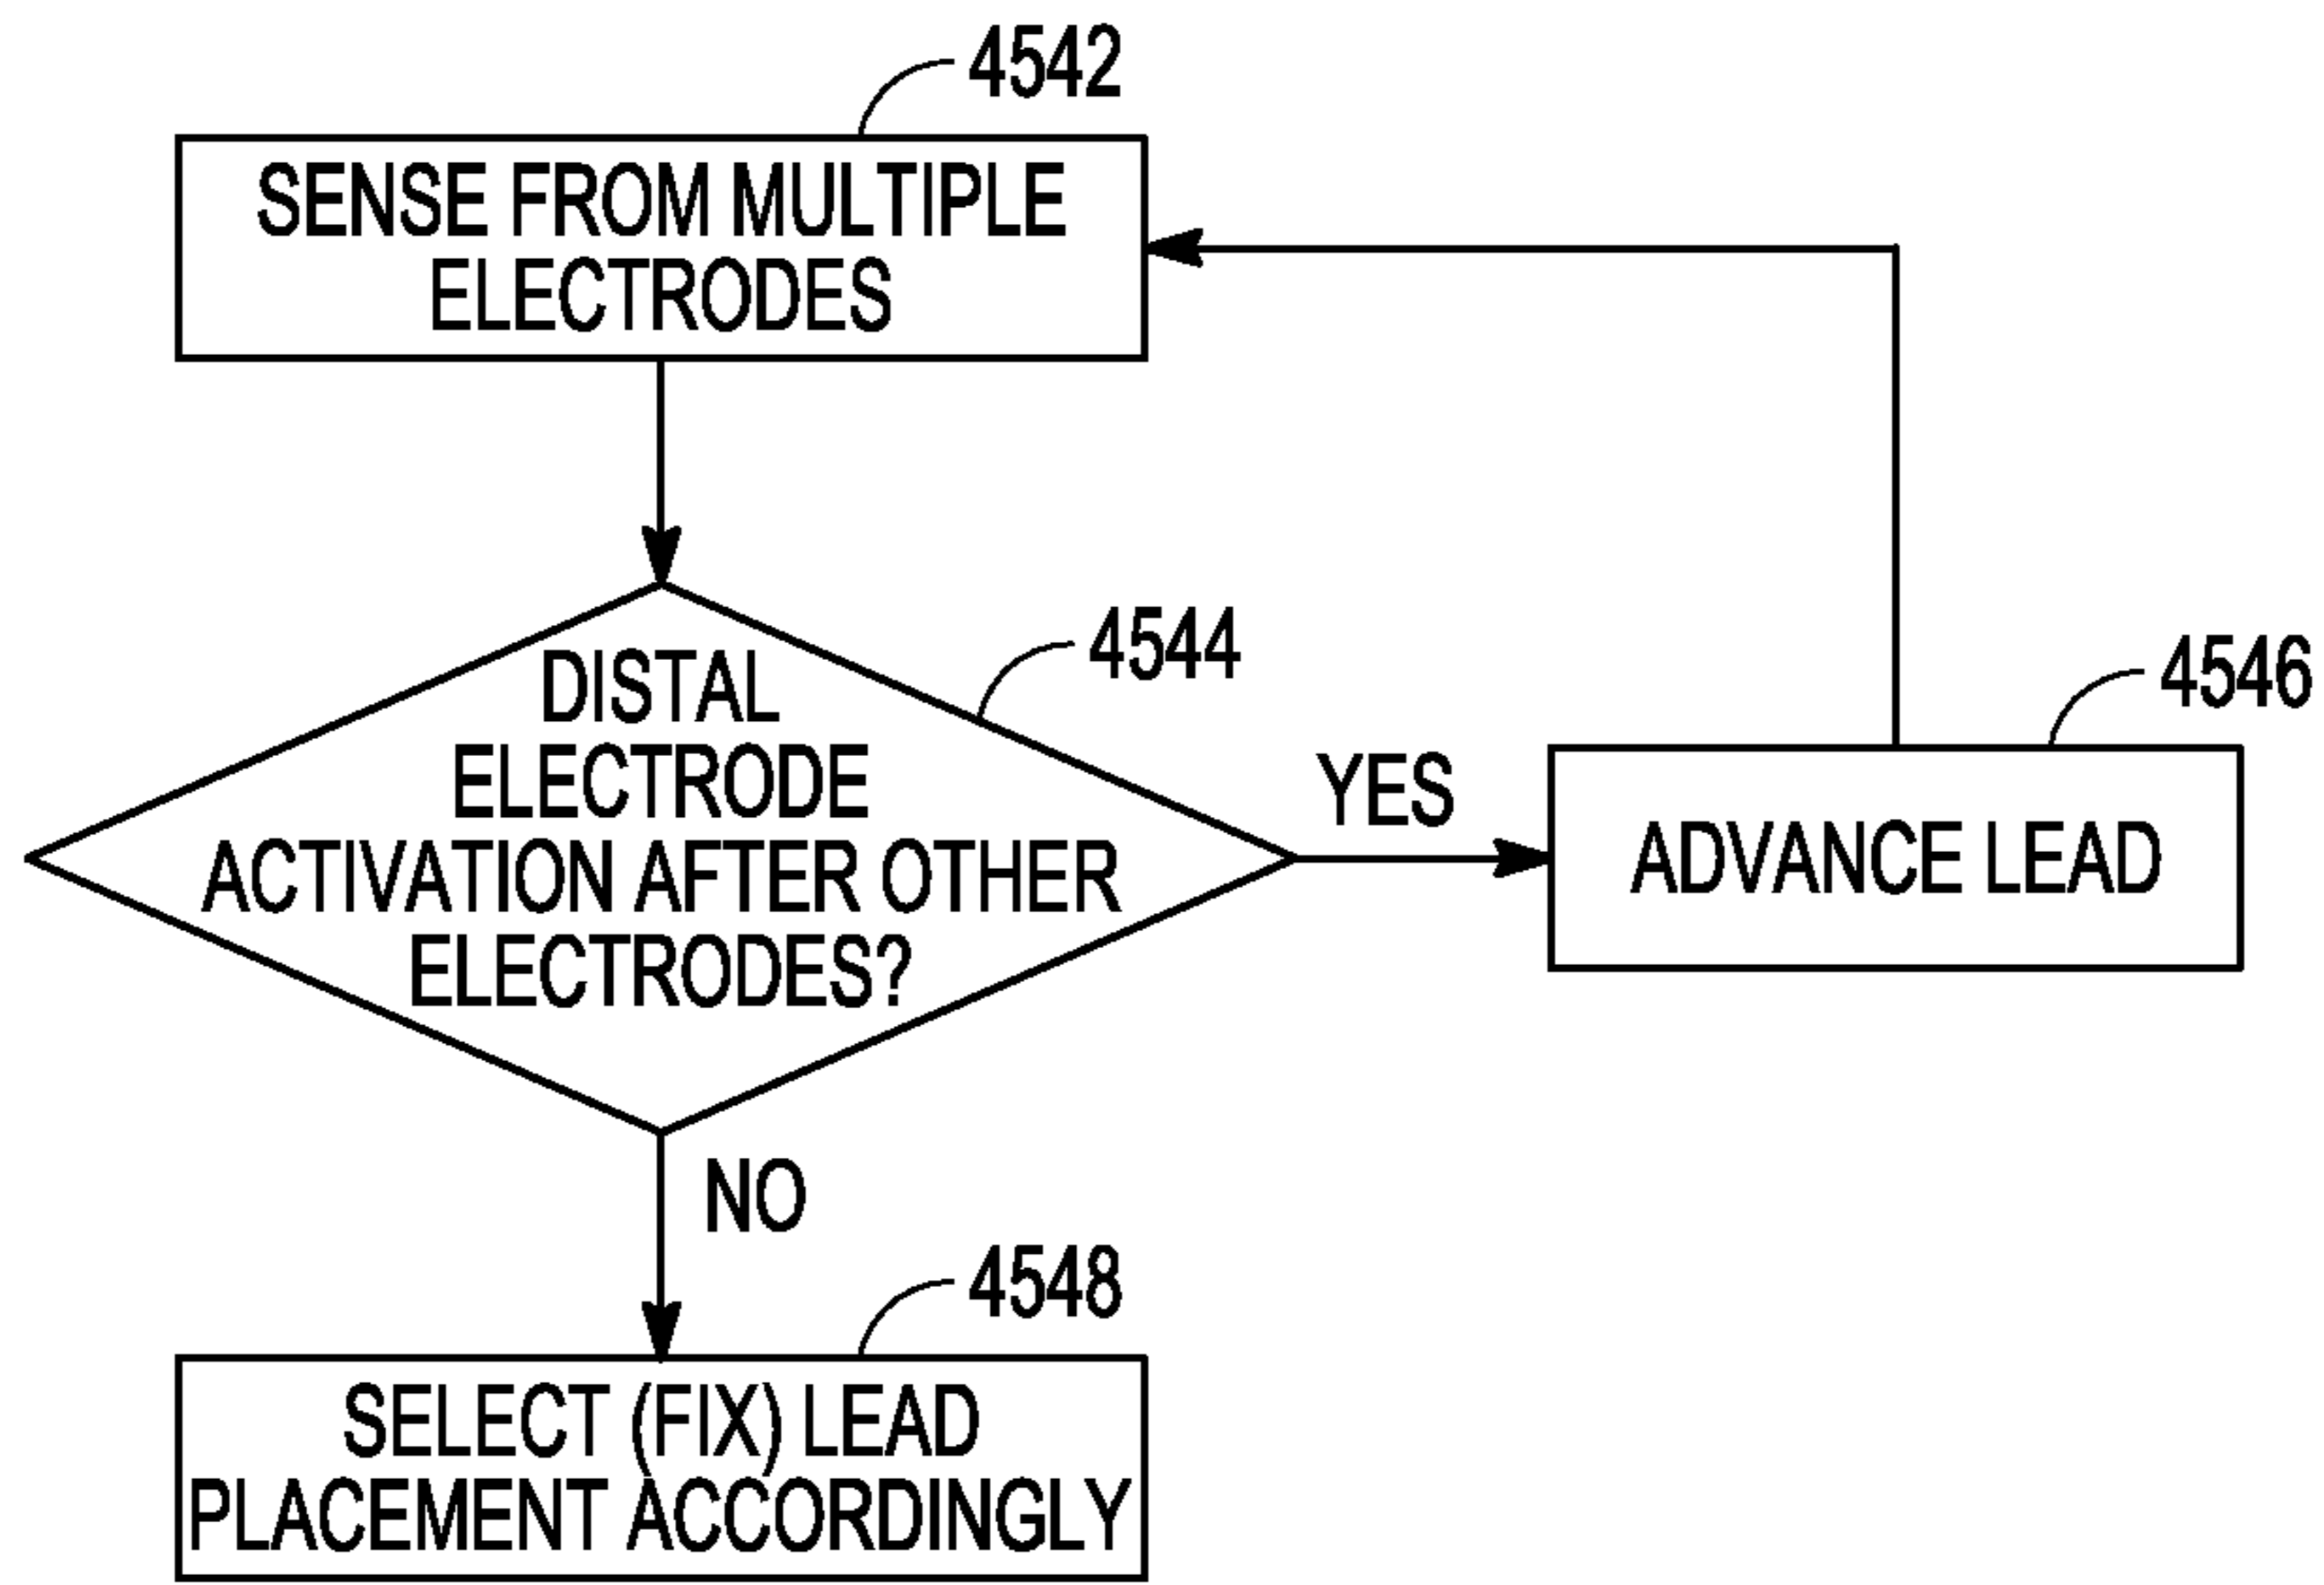 4542
SENSE FROM MULTIPLE
ELECTRODES
4544
DISTAL
ELECTRODE
ACTIVATION AFTER OTHER
ELECTRODES?
YES
4546
ADVANCE LEAD
NO
4548
SELECT (FIX) LEAD
PLACEMENT ACCORDINGLY